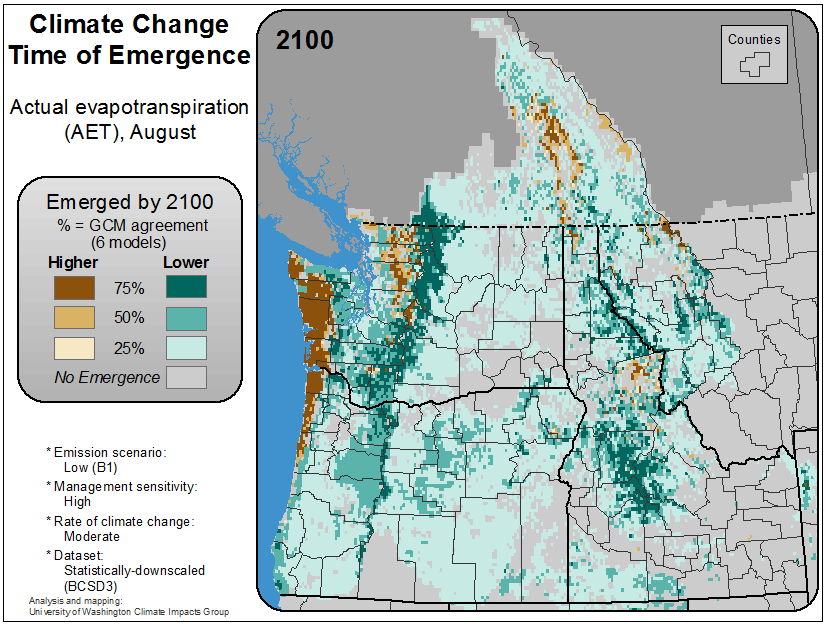 Climate Change
Time of Emergence
Actual evapotranspiration
(AET), August
Emerged by 2100
% = GCM agreement
(6 models)
Higher Lower
75%
50%
25%
No Emergence
* Emission scenario:
Low (B1)
* Management sensitivity:
High
* Rate of climate change:
Moderate
* Dataset:
Statistically-downscaled
(BCSD3)
Analysis and mapping:
University of Washington Climate Impacts Group
2100
Counties